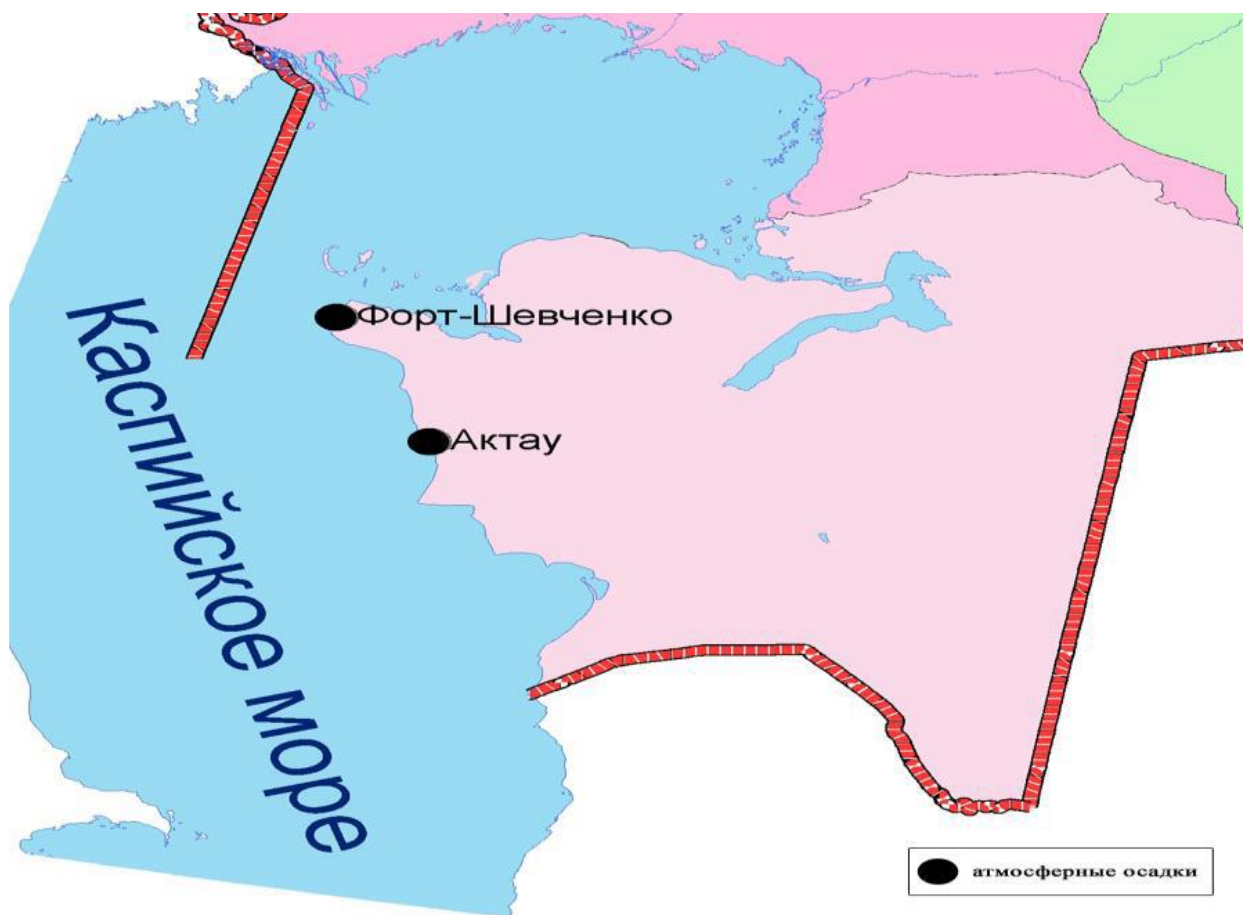 Форт-Шевченко
Актау
Каспийское море
атмосферные осадки